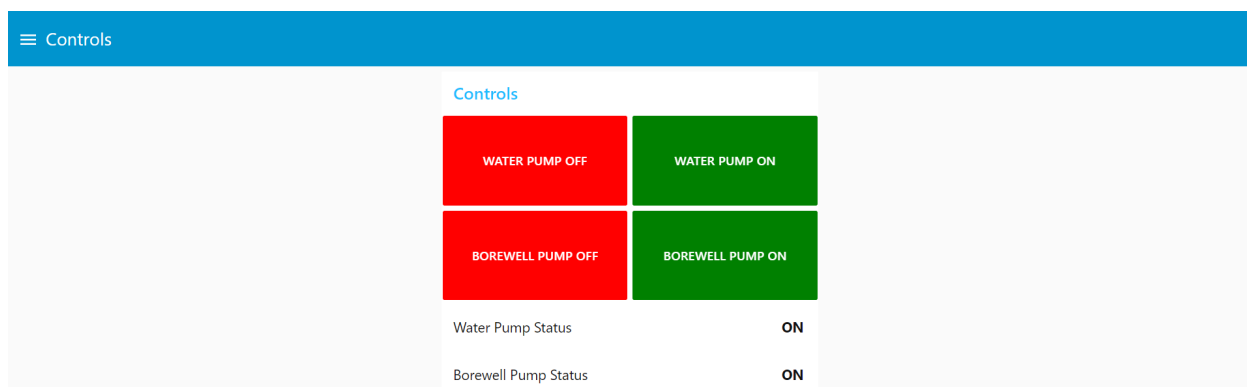 Controls
Controls
WATER PUMP OFF
WATER PUMP ON
BOREWELL PUMP OFF
BOREWELL PUMP ON
Water Pump Status ON
Borewell Pump Status ON